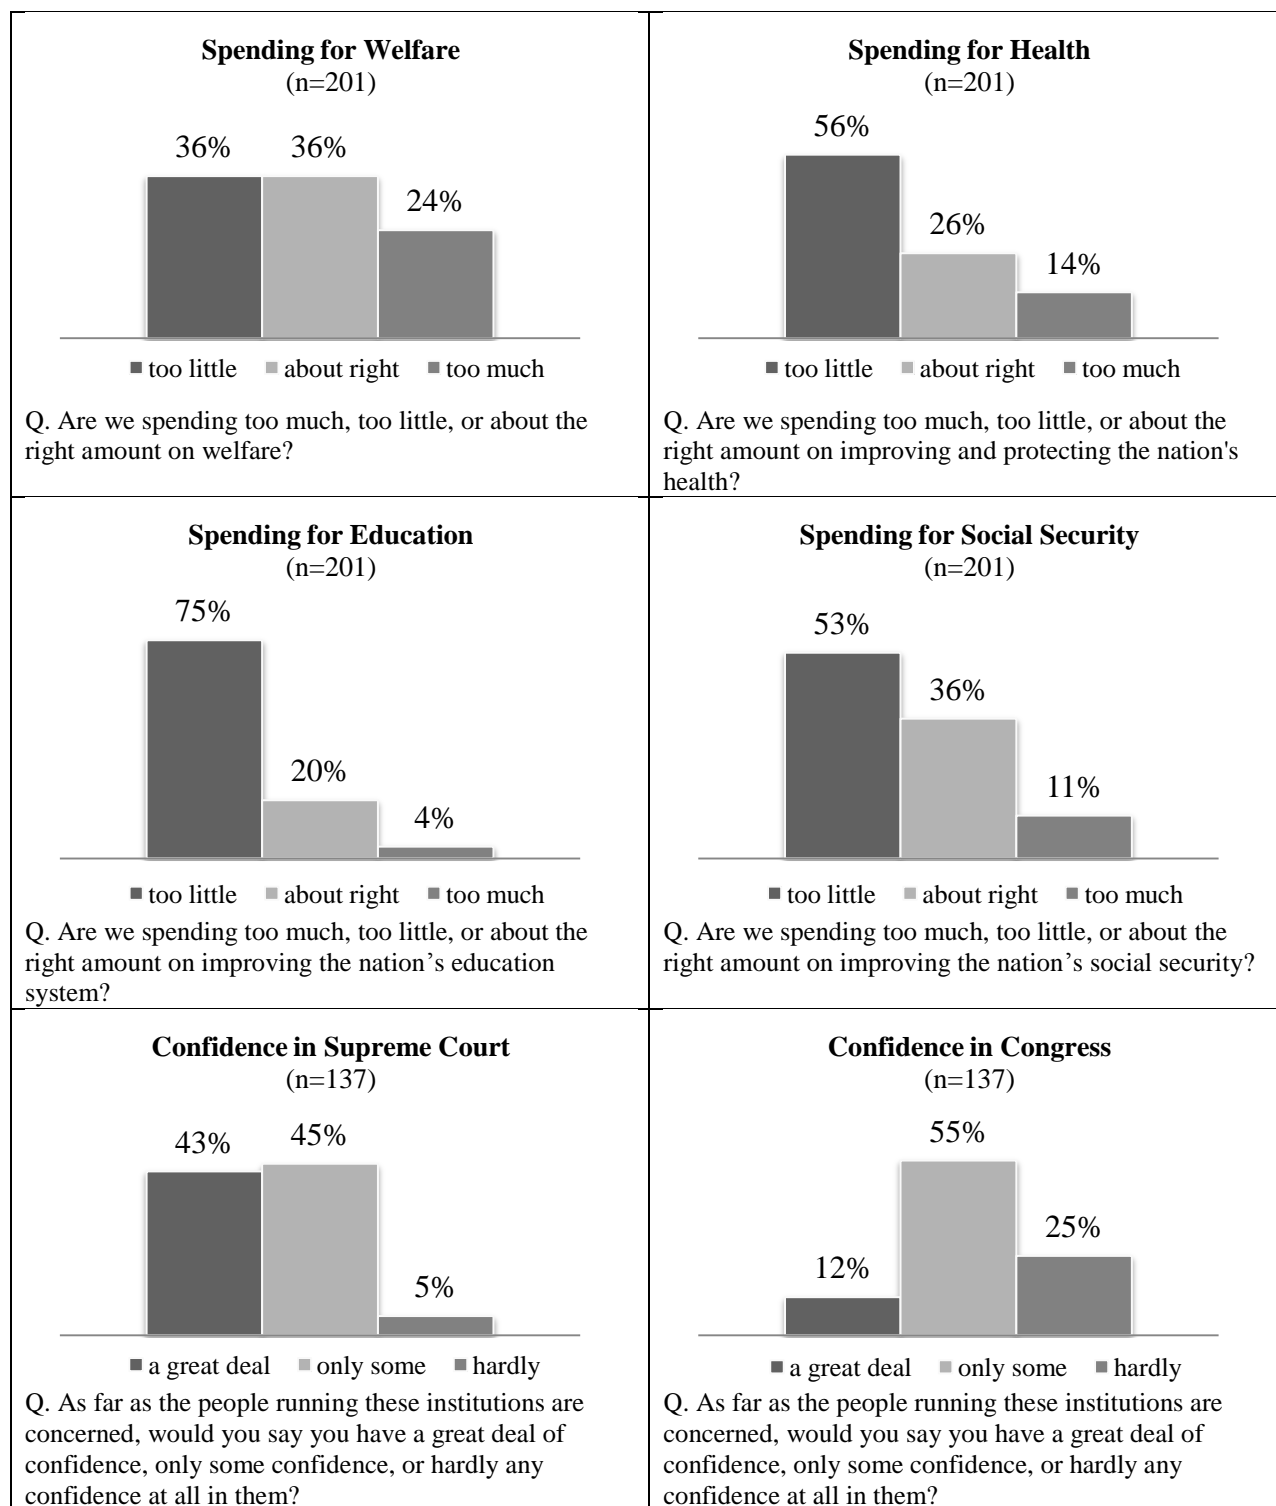 Spending for Welfare
(n=201)
36%
36%
24%
too little
about right
too much
Q. Are we spending too much, too little, or about the
right amount on welfare?
Spending for Health
(n=201)
56%
26%
14%
too little
about right
too much
Q. Are we spending too much, too little, or about the
right amount on improving and protecting the nation's
health?
Spending for Education
(n=201)
75%
20%
4%
too little
about right
too much
Q. Are we spending too much, too little, or about the
right amount on improving the nation’s education
system?
Spending for Social Security
(n=201)
53%
36%
11%
too little
about right
too much
Q. Are we spending too much, too little, or about the
right amount on improving the nation’s social security?
Confidence in Supreme Court
(n=137)
43%
45%
5%
a great deal
only some
hardly
Q. As far as the people running these institutions are
concerned, would you say you have a great deal of
confidence, only some confidence, or hardly any
confidence at all in them?
Confidence in Congress
(n=137)
12%
55%
25%
a great deal
only some
hardly
Q. As far as the people running these institutions are
concerned, would you say you have a great deal of
confidence, only some confidence, or hardly any
confidence at all in them?